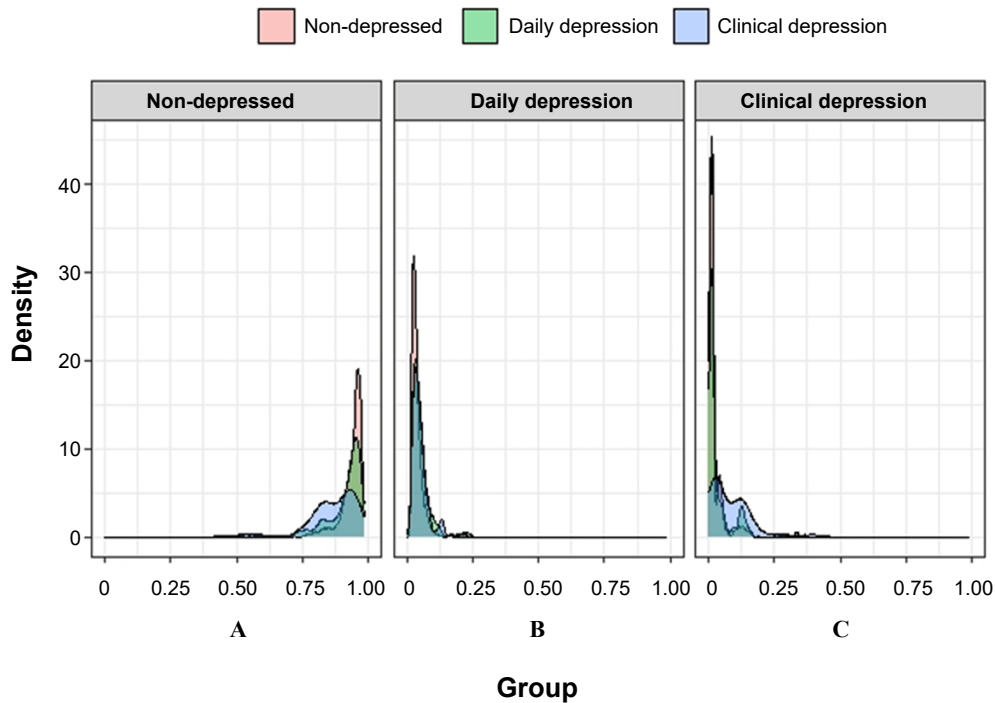 Non-depressed Daily depression Clinical depression
Non-depressed Daily depression Clinical depression
Density
40
30
20
10
0
0 0.25 0.50 0.75 1.00 0 0.25 0.50 0.75 1.00 0 0.25 0.50 0.75 1.00
A B C
Group